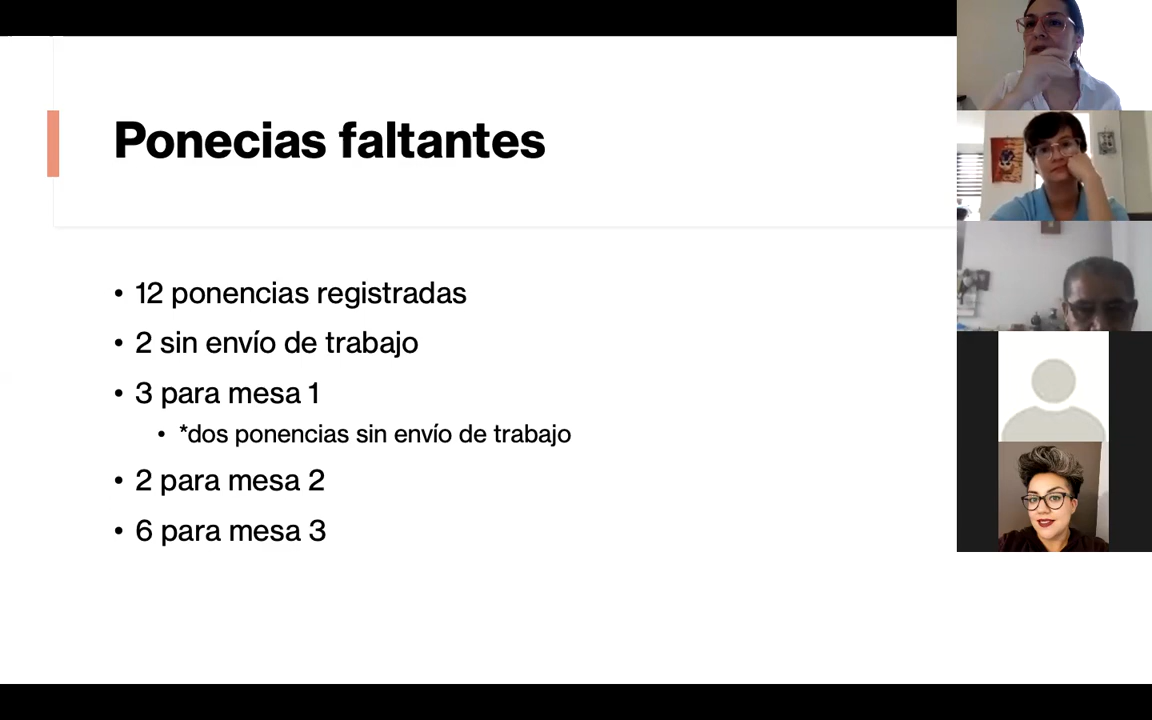 Ponecias faltantes
• 12 ponencias registradas
• 2 sin envío de trabajo
• 3 para mesa 1
• *dos ponencias sin envío de trabajo
• 2 para mesa 2
• 6 para mesa 3